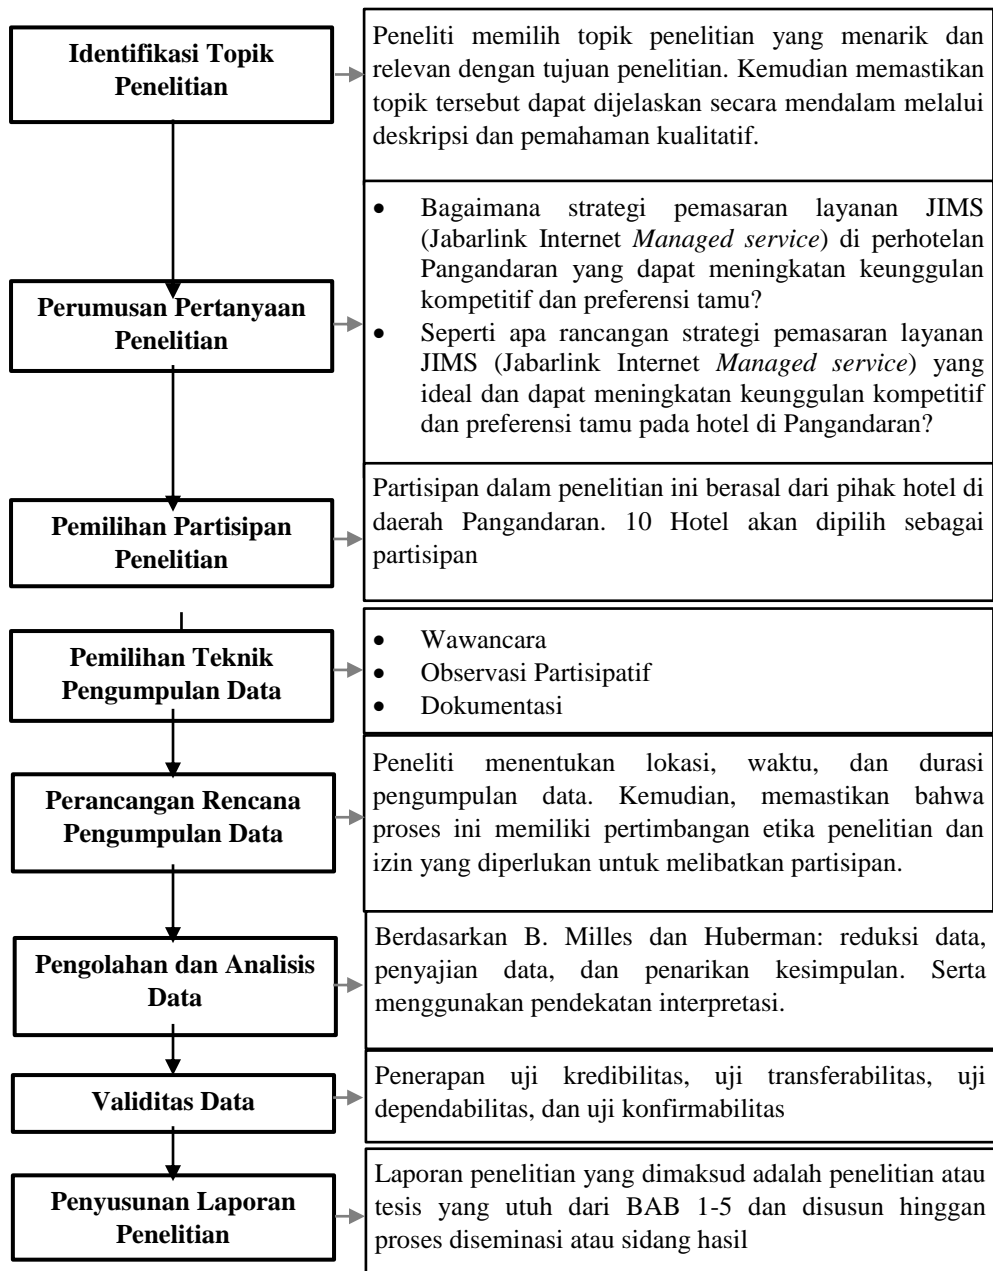 Identifikasi Topik
Penelitian
Peneliti memilih topik penelitian yang menarik dan
relevan dengan tujuan penelitian. Kemudian memastikan
topik tersebut dapat dijelaskan secara mendalam melalui
deskripsi dan pemahaman kualitatif.
Perumusan Pertanyaan
Penelitian
• Bagaimana strategi pemasaran layanan JIMS
(Jabarlink Internet Managed service) di perhotelan
Pangandaran yang dapat meningkatan keunggulan
kompetitif dan preferensi tamu?
• Seperti apa rancangan strategi pemasaran layanan
JIMS (Jabarlink Internet Managed service) yang
ideal dan dapat meningkatan keunggulan kompetitif
dan preferensi tamu pada hotel di Pangandaran?
Pemilihan Partisipan
Penelitian
Partisipan dalam penelitian ini berasal dari pihak hotel di
daerah Pangandaran. 10 Hotel akan dipilih sebagai
partisipan
Pemilihan Teknik
Pengumpulan Data
• Wawancara
• Observasi Partisipatif
• Dokumentasi
Perancangan Rencana
Pengumpulan Data
Peneliti menentukan lokasi, waktu, dan durasi
pengumpulan data. Kemudian, memastikan bahwa
proses ini memiliki pertimbangan etika penelitian dan
izin yang diperlukan untuk melibatkan partisipan.
Pengolahan dan Analisis
Data
Berdasarkan B. Milles dan Huberman: reduksi data,
penyajian data, dan penarikan kesimpulan. Serta
menggunakan pendekatan interpretasi.
Validitas Data
Penerapan uji kredibilitas, uji transferabilitas, uji
dependabilitas, dan uji konfirmabilitas
Penyusunan Laporan
Penelitian
Laporan penelitian yang dimaksud adalah penelitian atau
tesis yang utuh dari BAB 1-5 dan disusun hinggan
proses diseminasi atau sidang hasil